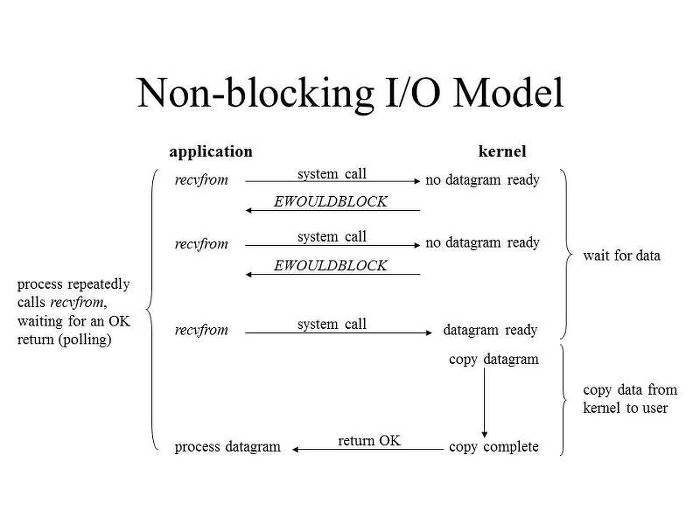 Non-blocking I/O Model
application
kernel
recvfrom
system call
no datagram ready
EWOULDBLOCK
recvfrom
system call
no datagram ready
EWOULDBLOCK
wait for data
process repeatedly
calls recvfrom,
waiting for an OK
return (polling)
recvfrom
system call
datagram ready
copy datagram
copy data from
kernel to user
process datagram
return OK
copy complete